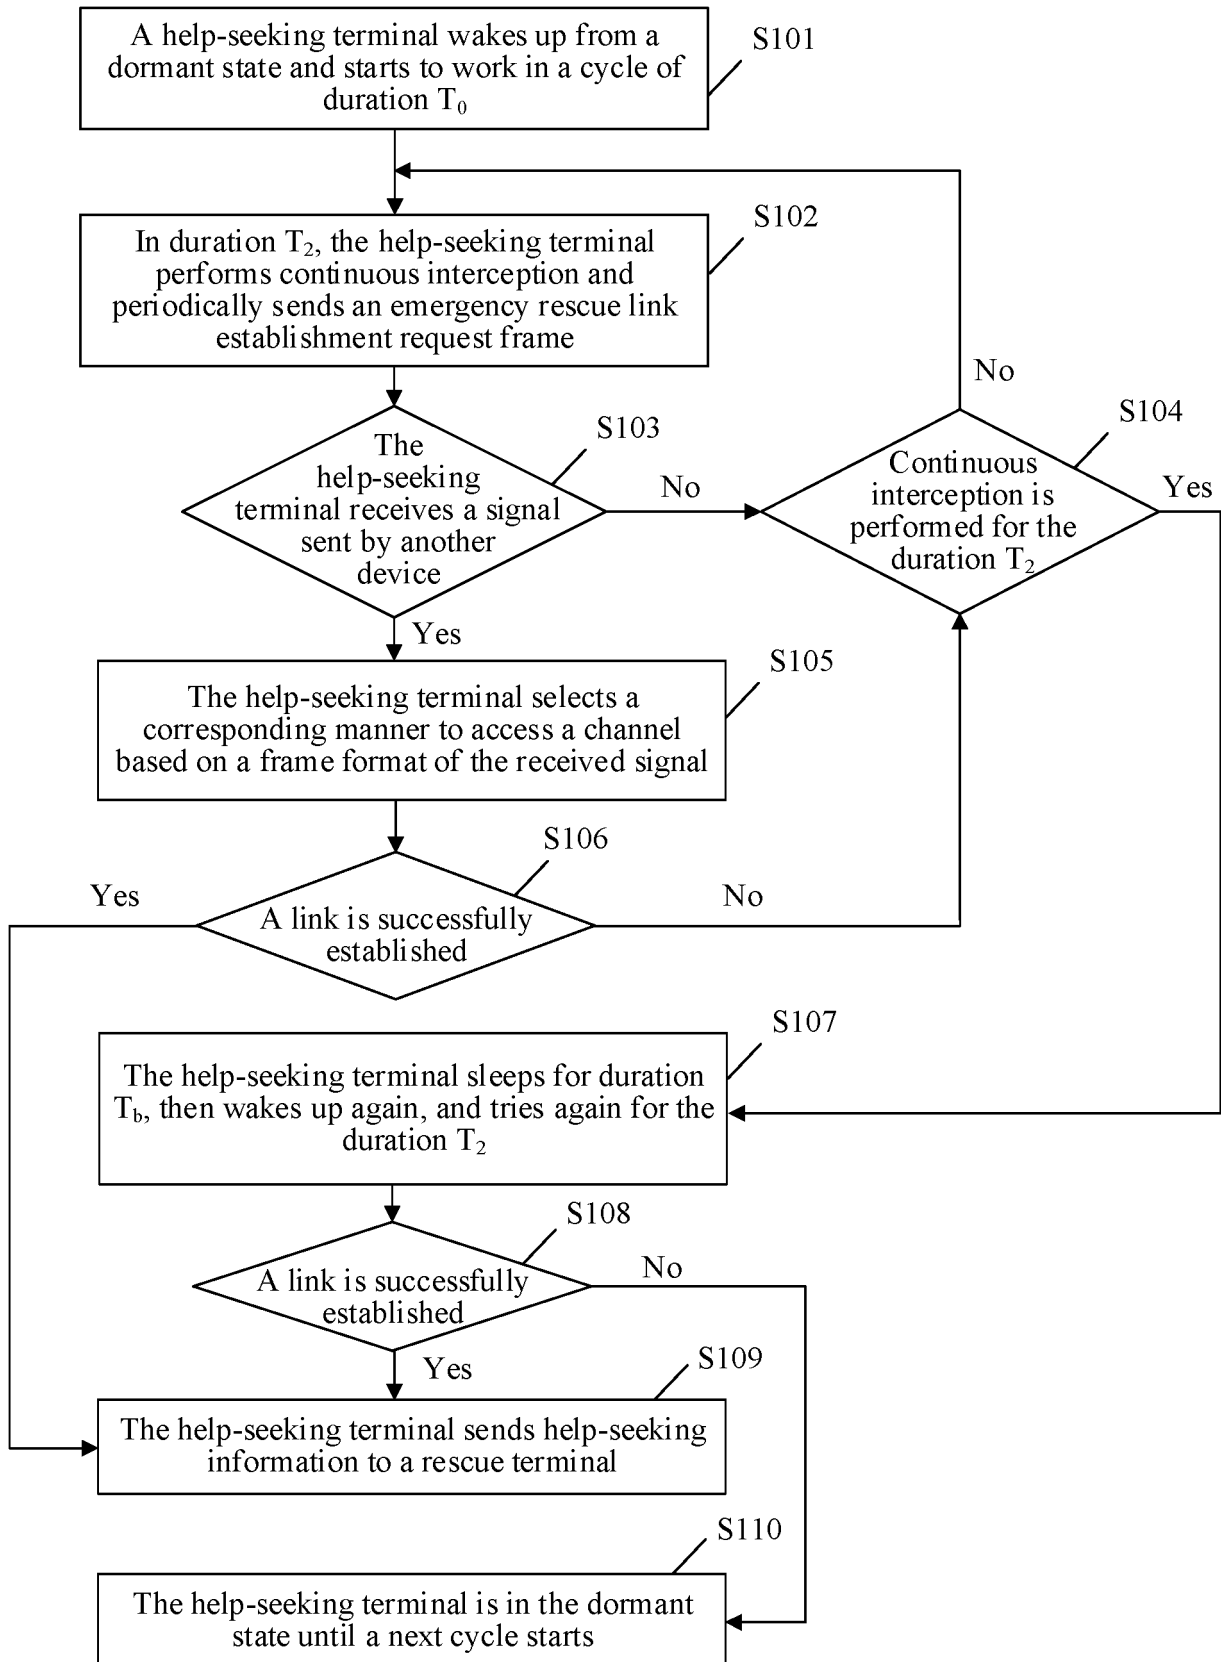 A help-seeking terminal wakes up from a
dormant state and starts to work in a cycle of
duration T₀
S101
In duration T₂, the help-seeking terminal
performs continuous interception and
periodically sends an emergency rescue link
establishment request frame
S102
The
help-seeking
terminal receives a signal
sent by another
device
S103
No
Yes
Continuous
interception is
performed for the
duration T₂
S104
No
Yes
The help-seeking terminal selects a
corresponding manner to access a channel
based on a frame format of the received signal
S105
A link is successfully
established
S106
Yes
No
The help-seeking terminal sleeps for duration
T_b, then wakes up again, and tries again for the
duration T₂
S107
A link is successfully
established
S108
No
Yes
The help-seeking terminal sends help-seeking
information to a rescue terminal
S109
The help-seeking terminal is in the dormant
state until a next cycle starts
S110